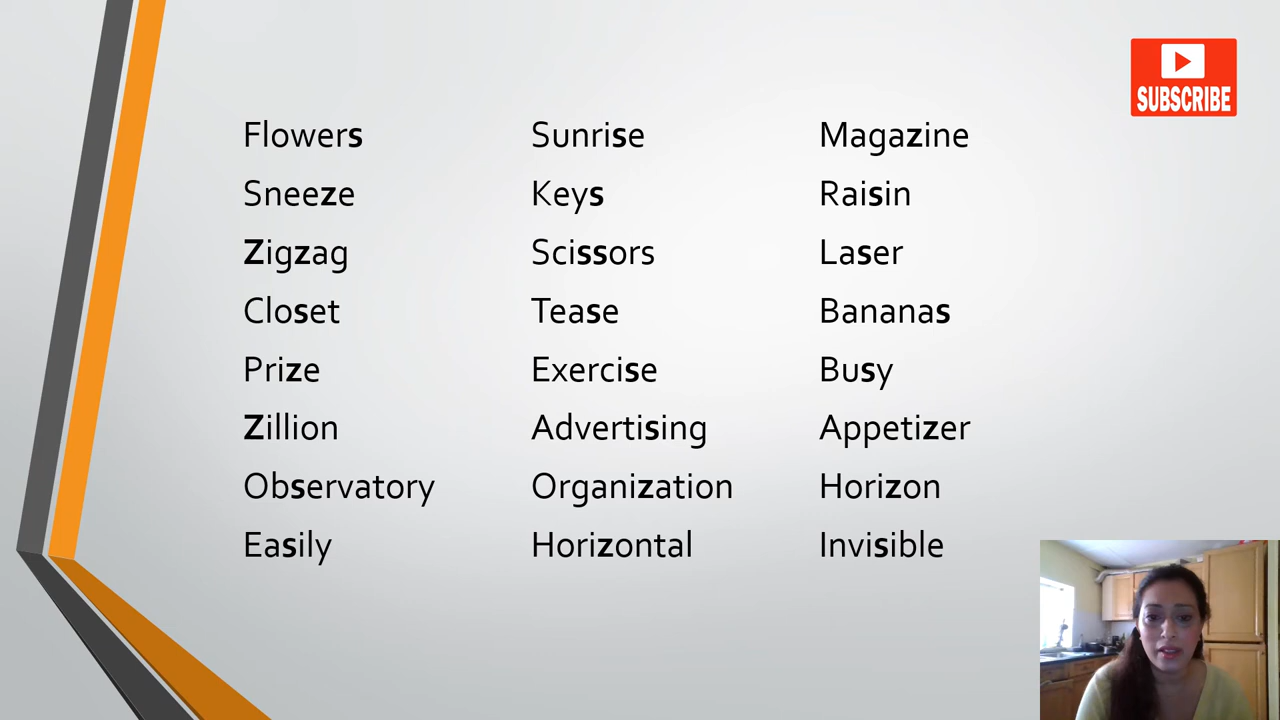 Flowers
Sneeze
Zigzag
Closet
Prize
Zillion
Observatory
Easily
Sunrise
Keys
Scissors
Tease
Exercise
Advertising
Organization
Horizontal
Magazine
Raisin
Laser
Bananas
Busy
Appetizer
Horizon
Invisible
SUBSCRIBE